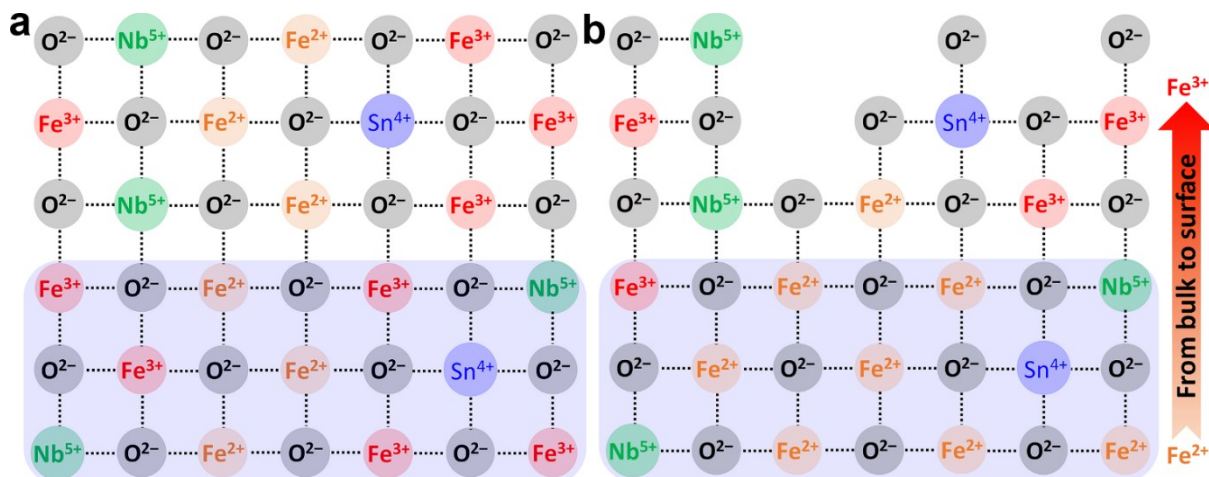 a b
O²⁻ Nb⁵⁺ O²⁻ Fe²⁺ O²⁻ Fe³⁺ O²⁻ O²⁻ Nb⁵⁺ O²⁻ O²⁻
Fe³⁺
Fe³⁺ O²⁻ Fe²⁺ O²⁻ Sn⁴⁺ O²⁻ Fe³⁺ Fe³⁺ O²⁻ O²⁻ Sn⁴⁺ O²⁻ Fe³⁺
O²⁻ Nb⁵⁺ O²⁻ Fe²⁺ O²⁻ Fe³⁺ O²⁻ O²⁻ Nb⁵⁺ O²⁻ Fe²⁺ O²⁻ Fe³⁺ O²⁻
Fe³⁺ O²⁻ Fe²⁺ O²⁻ Fe³⁺ O²⁻ Nb⁵⁺ Fe³⁺ O²⁻ Fe²⁺ O²⁻ Fe²⁺ O²⁻ Nb⁵⁺
From bulk to surface
O²⁻ Fe³⁺ O²⁻ Fe²⁺ O²⁻ Sn⁴⁺ O²⁻ O²⁻ Fe²⁺ O²⁻ Fe²⁺ O²⁻ Sn⁴⁺ O²⁻
Nb⁵⁺ O²⁻ Fe²⁺ O²⁻ Fe³⁺ O²⁻ Fe³⁺ Nb⁵⁺ O²⁻ Fe²⁺ O²⁻ Fe²⁺ O²⁻ Fe²⁺
Fe²⁺